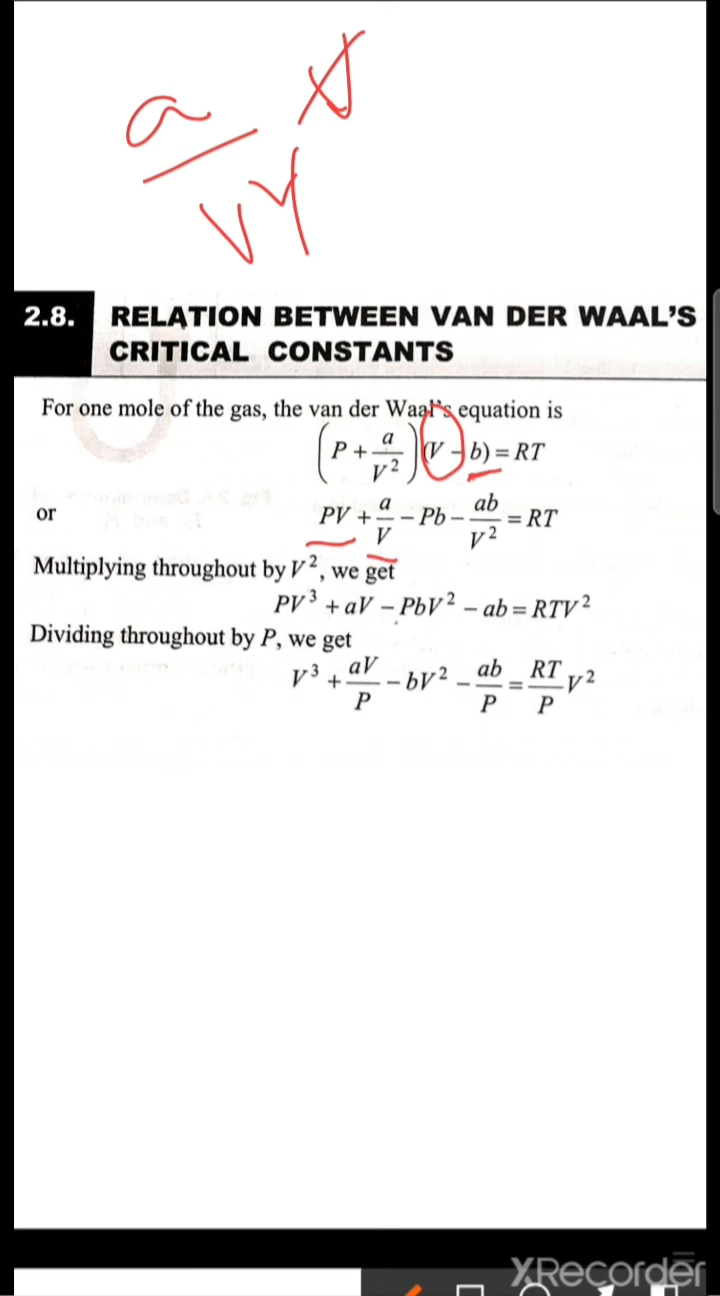 a
V
2.8. RELATION BETWEEN VAN DER WAAL'S
CRITICAL CONSTANTS
For one mole of the gas, the van der Waal's equation is
(P + a/V²)(V – b) = RT
or PV + a/V – Pb – ab/V² = RT
Multiplying throughout by V², we get
PV³ + aV – PbV² – ab = RTV²
Dividing throughout by P, we get
V³ + aV/P – bV² – ab/P = RT/P V²
XRecorder